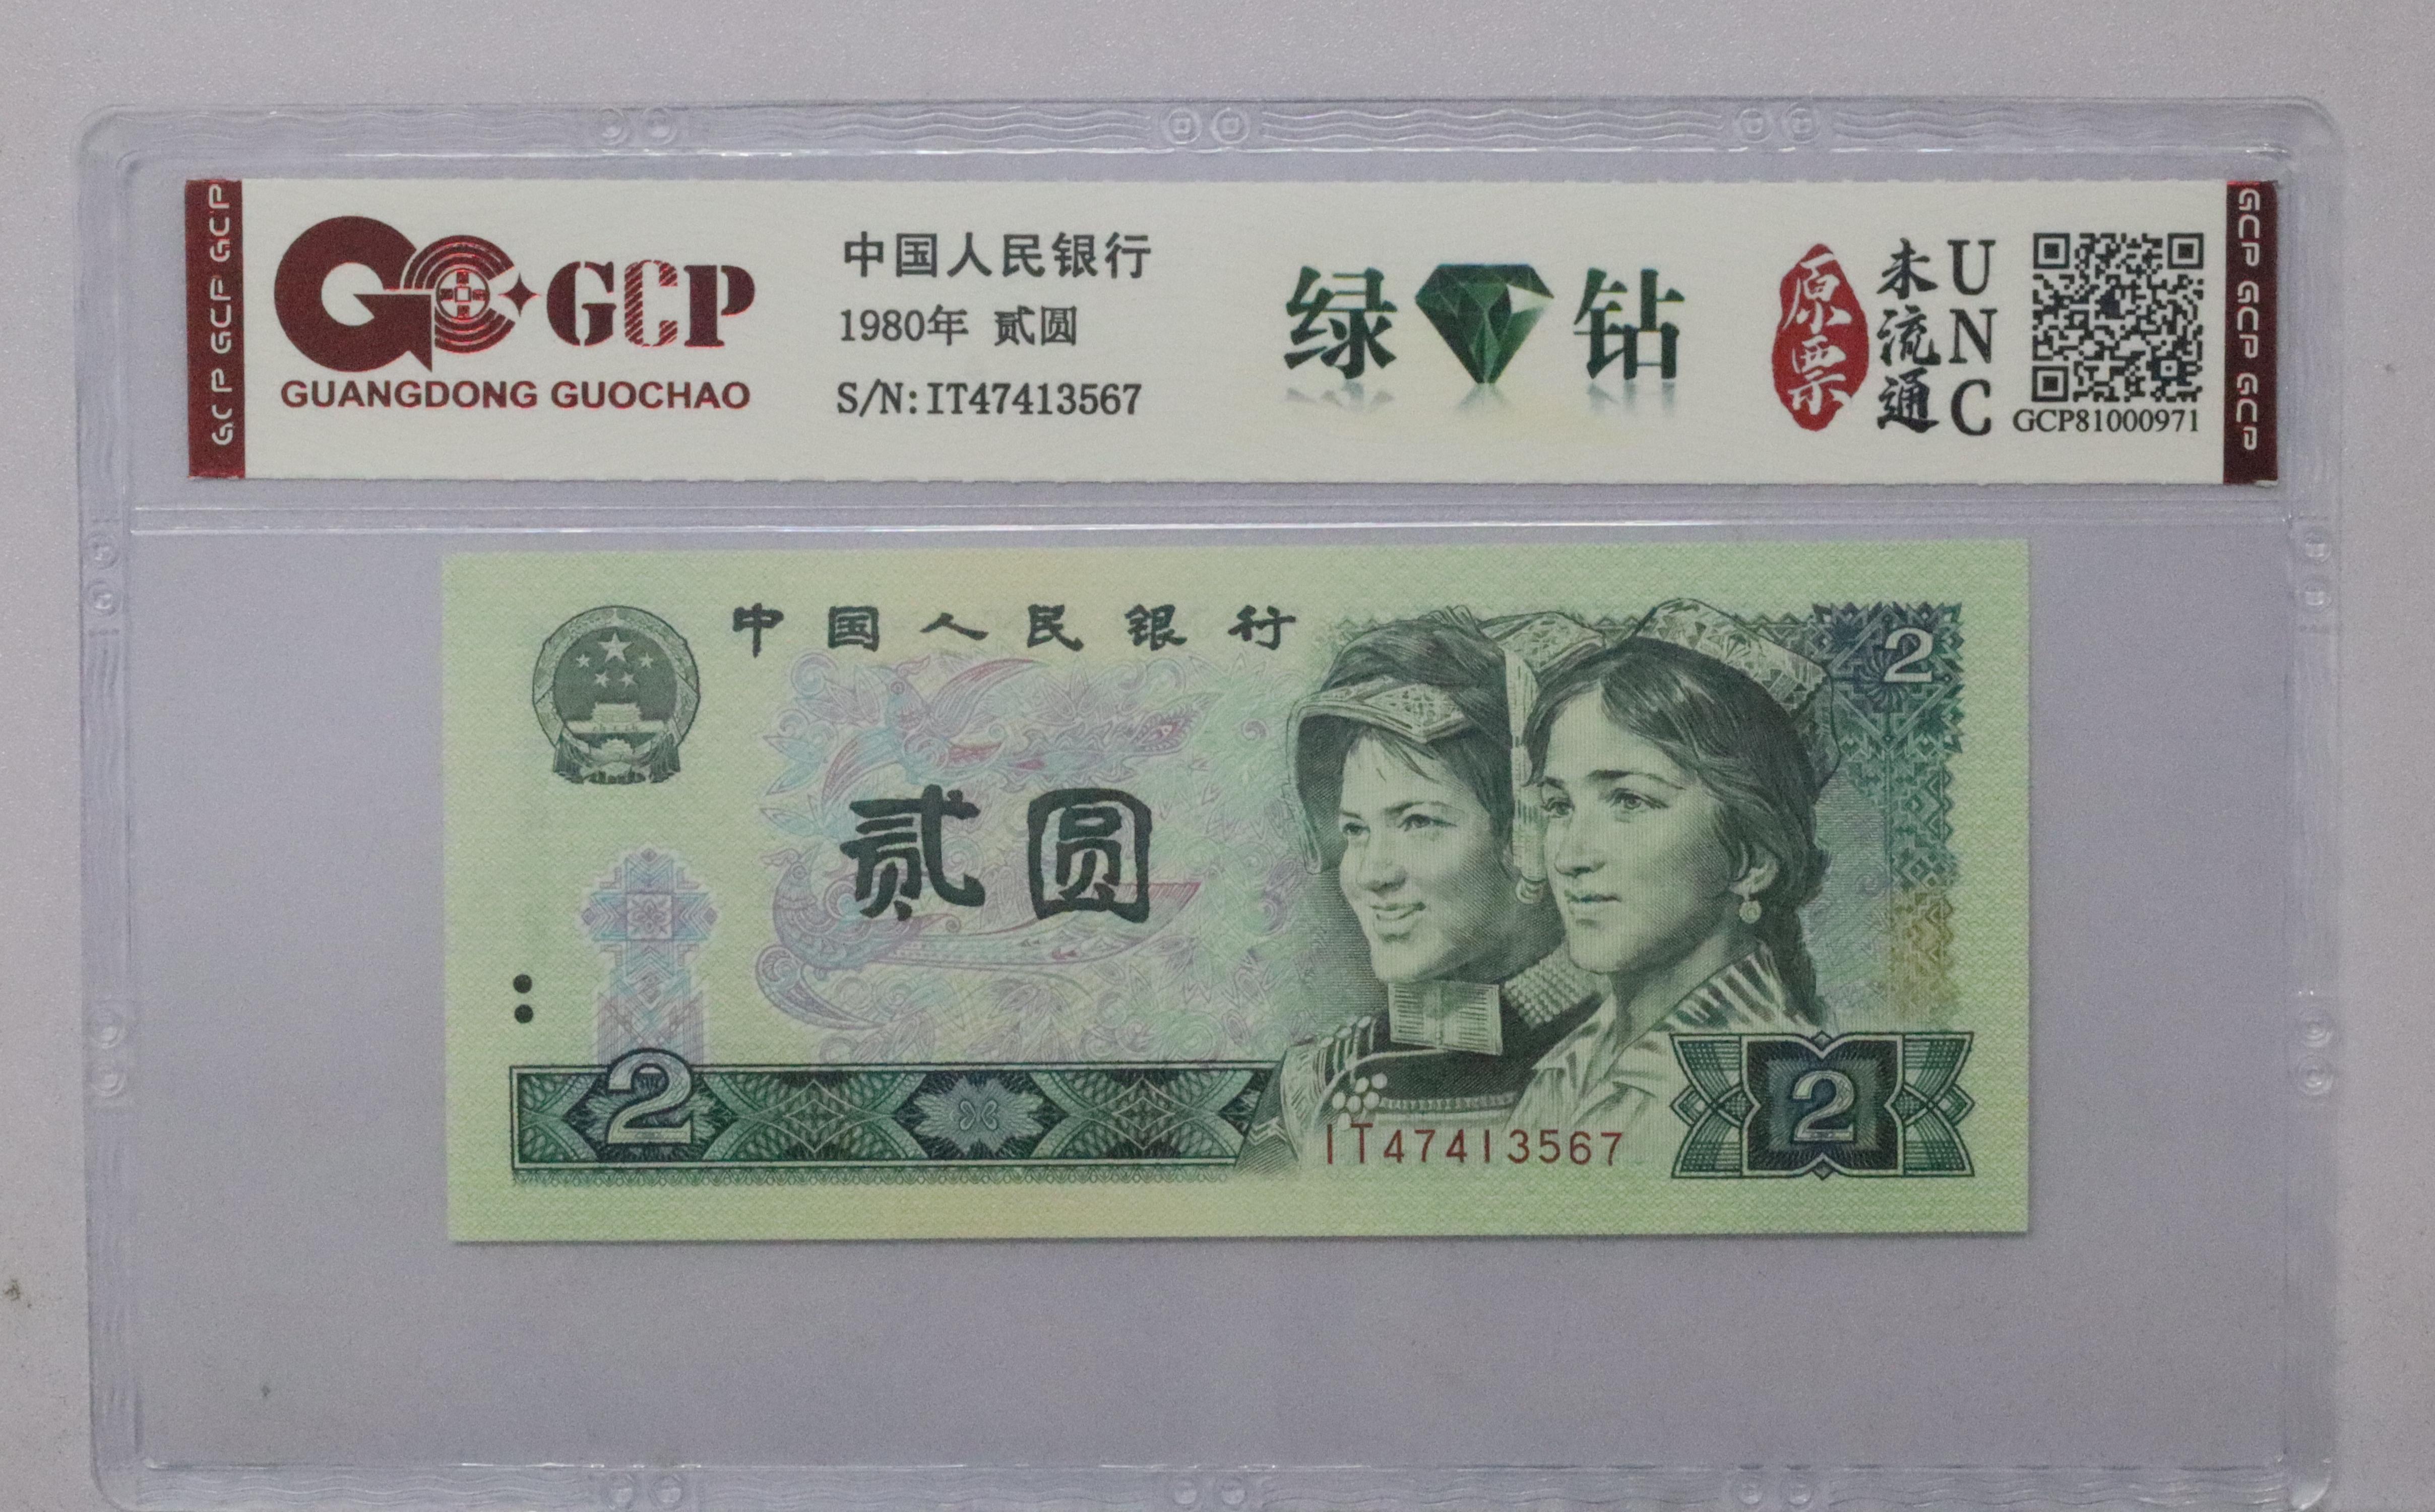 GCP GCP GCP
GCP
GUANGDONG GUOCHAO
中国人民银行
1980年 贰圆
S/N:IT47413567
绿钻
原票
未流通
UNC
GCP81000971
GCP GCP GCP
中国人民银行
2
贰圆
2
IT47413567
2